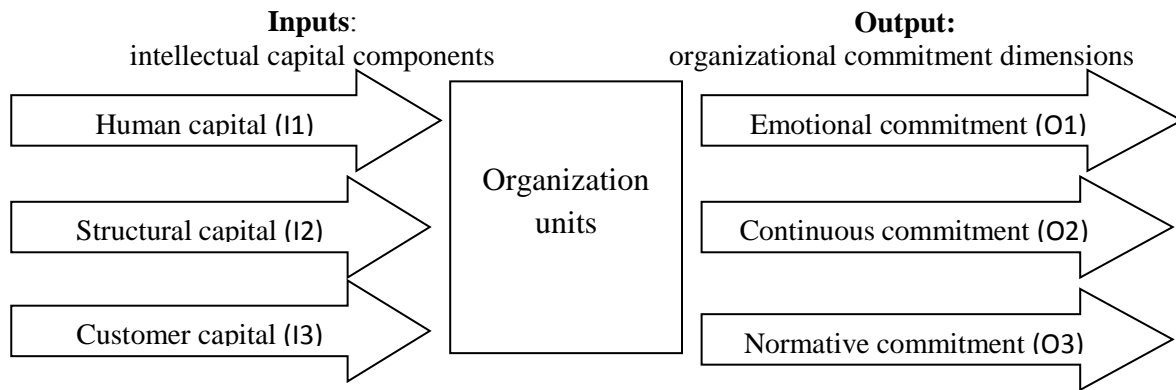 Inputs:
intellectual capital components
Output:
organizational commitment dimensions
Human capital (I1)
Structural capital (I2)
Customer capital (I3)
Organization
units
Emotional commitment (O1)
Continuous commitment (O2)
Normative commitment (O3)